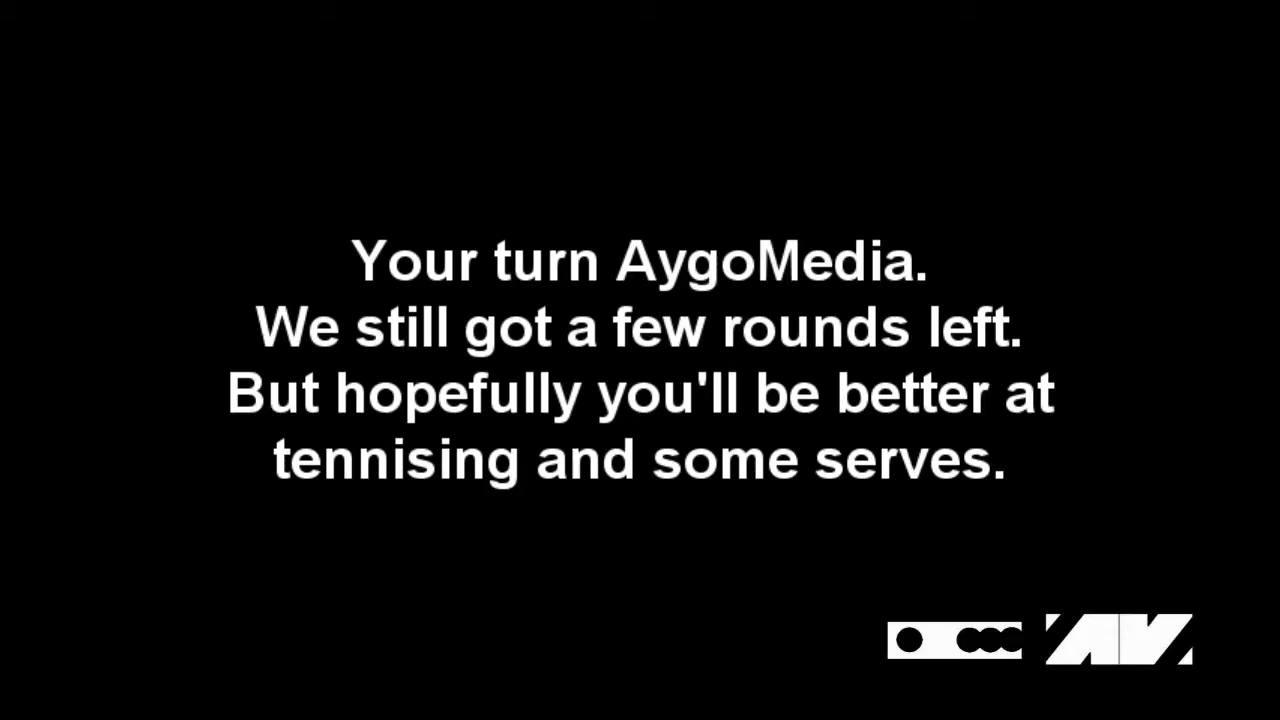 Your turn AygoMedia.
We still got a few rounds left.
But hopefully you'll be better at
tennising and some serves.